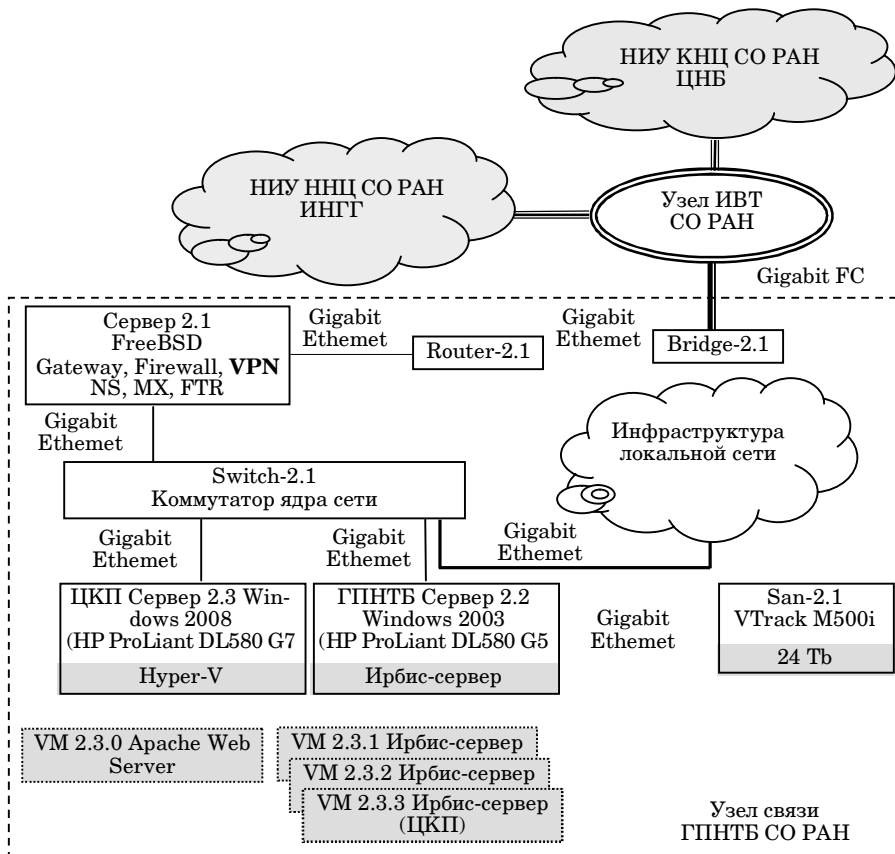 НИУ КНЦ СО РАН
ЦНБ
НИУ ННЦ СО РАН
ИНГГ
Узел ИВТ
СО РАН
Gigabit FC
Сервер 2.1
FreeBSD
Gateway, Firewall, VPN
NS, MX, FTR
Gigabit
Ethemet
Router-2.1
Gigabit
Ethemet
Bridge-2.1
Gigabit
Ethemet
Инфраструктура
локальной сети
Switch-2.1
Коммутатор ядра сети
Gigabit
Ethemet
Gigabit
Ethemet
Gigabit
Ethemet
ЦКП Сервер 2.3 Win-
dows 2008
(HP ProLiant DL580 G7
Hyper-V
ГПНТБ Сервер 2.2
Windows 2003
(HP ProLiant DL580 G5
Ирбис-сервер
Gigabit
Ethemet
San-2.1
VTrack M500i
24 Tb
VM 2.3.0 Apache Web
Server
VM 2.3.1 Ирбис-сервер
VM 2.3.2 Ирбис-сервер
VM 2.3.3 Ирбис-сервер
(ЦКП)
Узел связи
ГПНТБ СО РАН